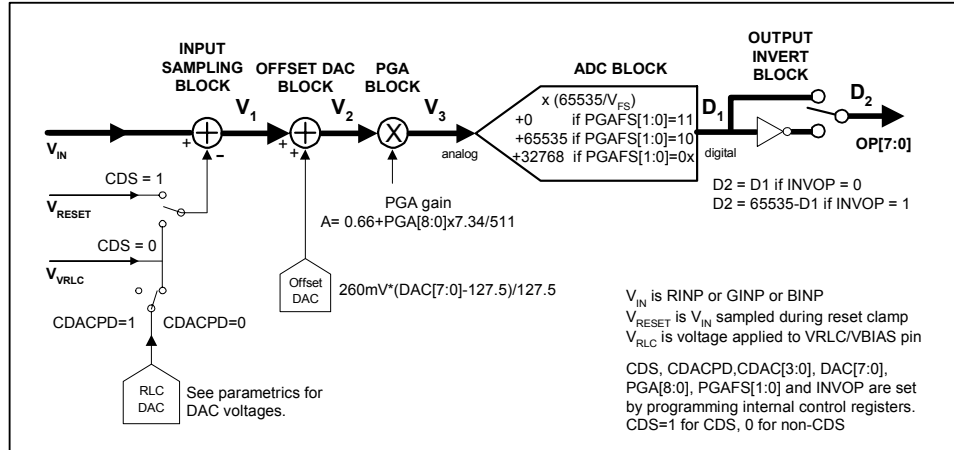 INPUT
SAMPLING
BLOCK
OFFSET DAC
BLOCK
PGA
BLOCK
ADC BLOCK
OUTPUT
INVERT
BLOCK
V1
V2
V3
D1
D2
x (65535/VFS)
+0 if PGAFS[1:0]=11
+65535 if PGAFS[1:0]=10
+32768 if PGAFS[1:0]=0x
+
−
+
+
X
analog
digital
VIN
OP[7:0]
CDS = 1
VRESET
PGA gain
A= 0.66+PGA[8:0]x7.34/511
D2 = D1 if INVOP = 0
D2 = 65535-D1 if INVOP = 1
CDS = 0
VVRLC
Offset
DAC
260mV*(DAC[7:0]-127.5)/127.5
CDACPD=1
CDACPD=0
RLC
DAC
See parametrics for
DAC voltages.
VIN is RINP or GINP or BINP
VRESET is VIN sampled during reset clamp
VRLC is voltage applied to VRLC/VBIAS pin
CDS, CDACPD,CDAC[3:0], DAC[7:0],
PGA[8:0], PGAFS[1:0] and INVOP are set
by programming internal control registers.
CDS=1 for CDS, 0 for non-CDS